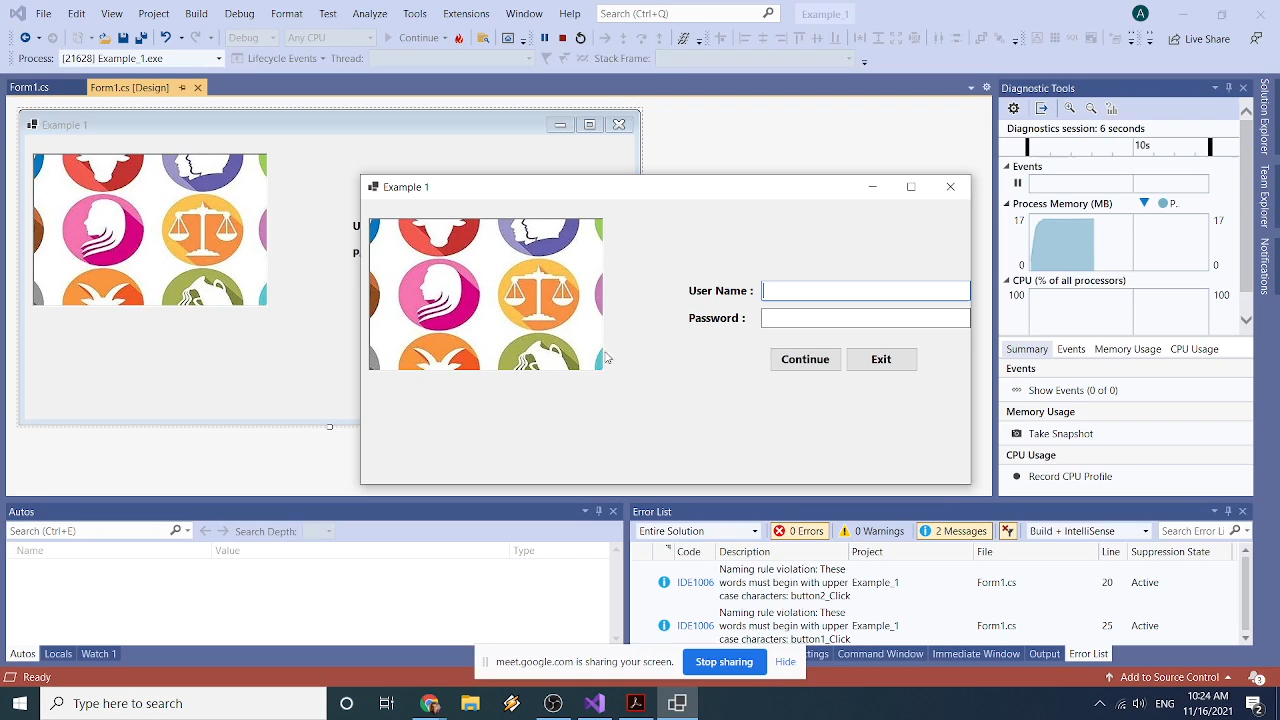 File Edit View Project Build Debug Format Test Analyze Tools Extensions Window Help Search (Ctrl+Q) Example_1 A
Debug Any CPU Continue Live Share
Process: [21628] Example_1.exe Lifecycle Events Thread: Stack Frame:
Form1.cs Form1.cs [Design]
Diagnostic Tools
Diagnostics session: 6 seconds
10s
Events
Process Memory (MB) P..
17 17
0 0
CPU (% of all processors)
100 100
Summary Events Memory Usage CPU Usage
Events
Show Events (0 of 0)
Memory Usage
Take Snapshot
CPU Usage
Record CPU Profile
Solution Explorer
Team Explorer
Notifications
Example 1
Example 1
User Name :
Password :
Continue Exit
Autos
Search (Ctrl+E) Search Depth:
Name Value Type
Autos Locals Watch 1
Error List
Entire Solution 0 Errors 0 Warnings 2 Messages Build + IntelliSense Search Error Li
Code Description Project File Line Suppression State
Naming rule violation: These
IDE1006 words must begin with upper Example_1 Form1.cs 20 Active
case characters: button2_Click
Naming rule violation: These
IDE1006 words must begin with upper Example_1 Form1.cs 25 Active
case characters: button1_Click
ttings Command Window Immediate Window Output Error List
meet.google.com is sharing your screen. Stop sharing Hide
Ready Add to Source Control 3
Type here to search
ENG 10:24 AM
11/16/2021 2